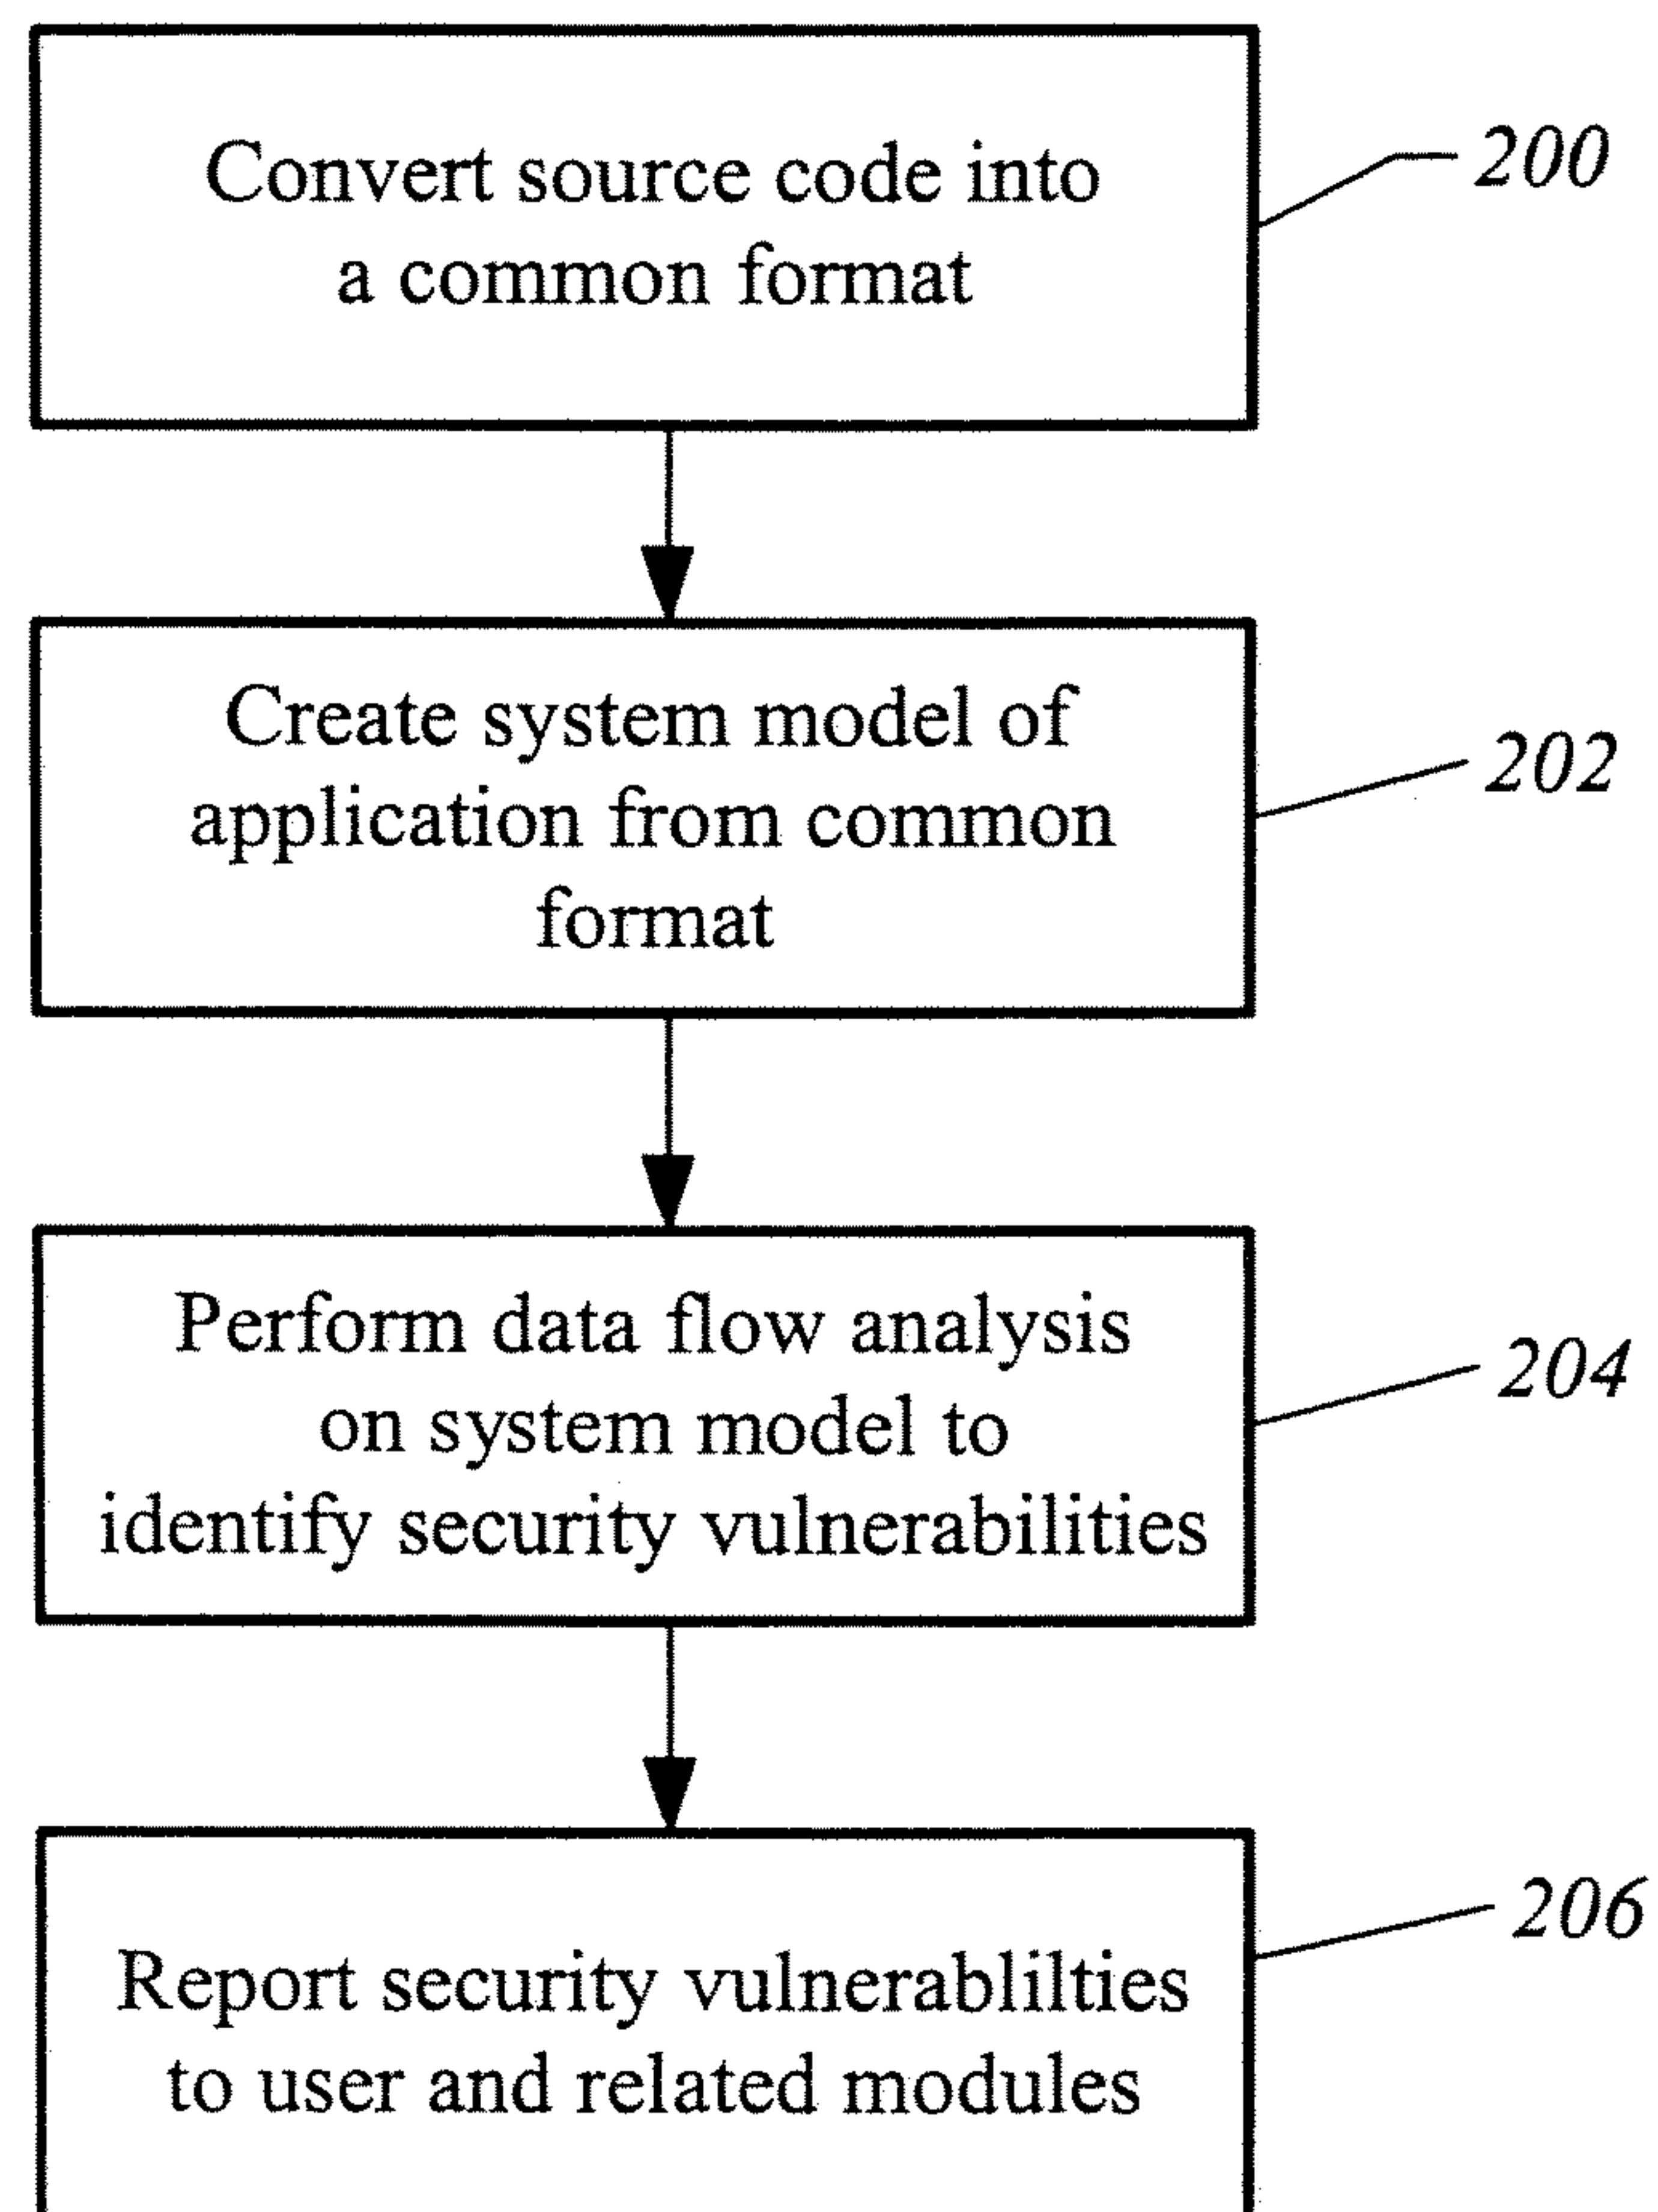 Convert source code into
a common format
200
Create system model of
application from common
format
202
Perform data flow analysis
on system model to
identify security vulnerabilities
204
Report security vulnerablilties
to user and related modules
206